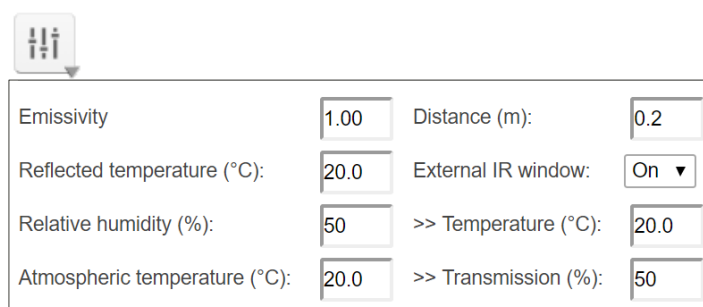 Emissivity 1.00 Distance (m): 0.2
Reflected temperature (°C): 20.0 External IR window: On
Relative humidity (%): 50 >> Temperature (°C): 20.0
Atmospheric temperature (°C): 20.0 >> Transmission (%): 50